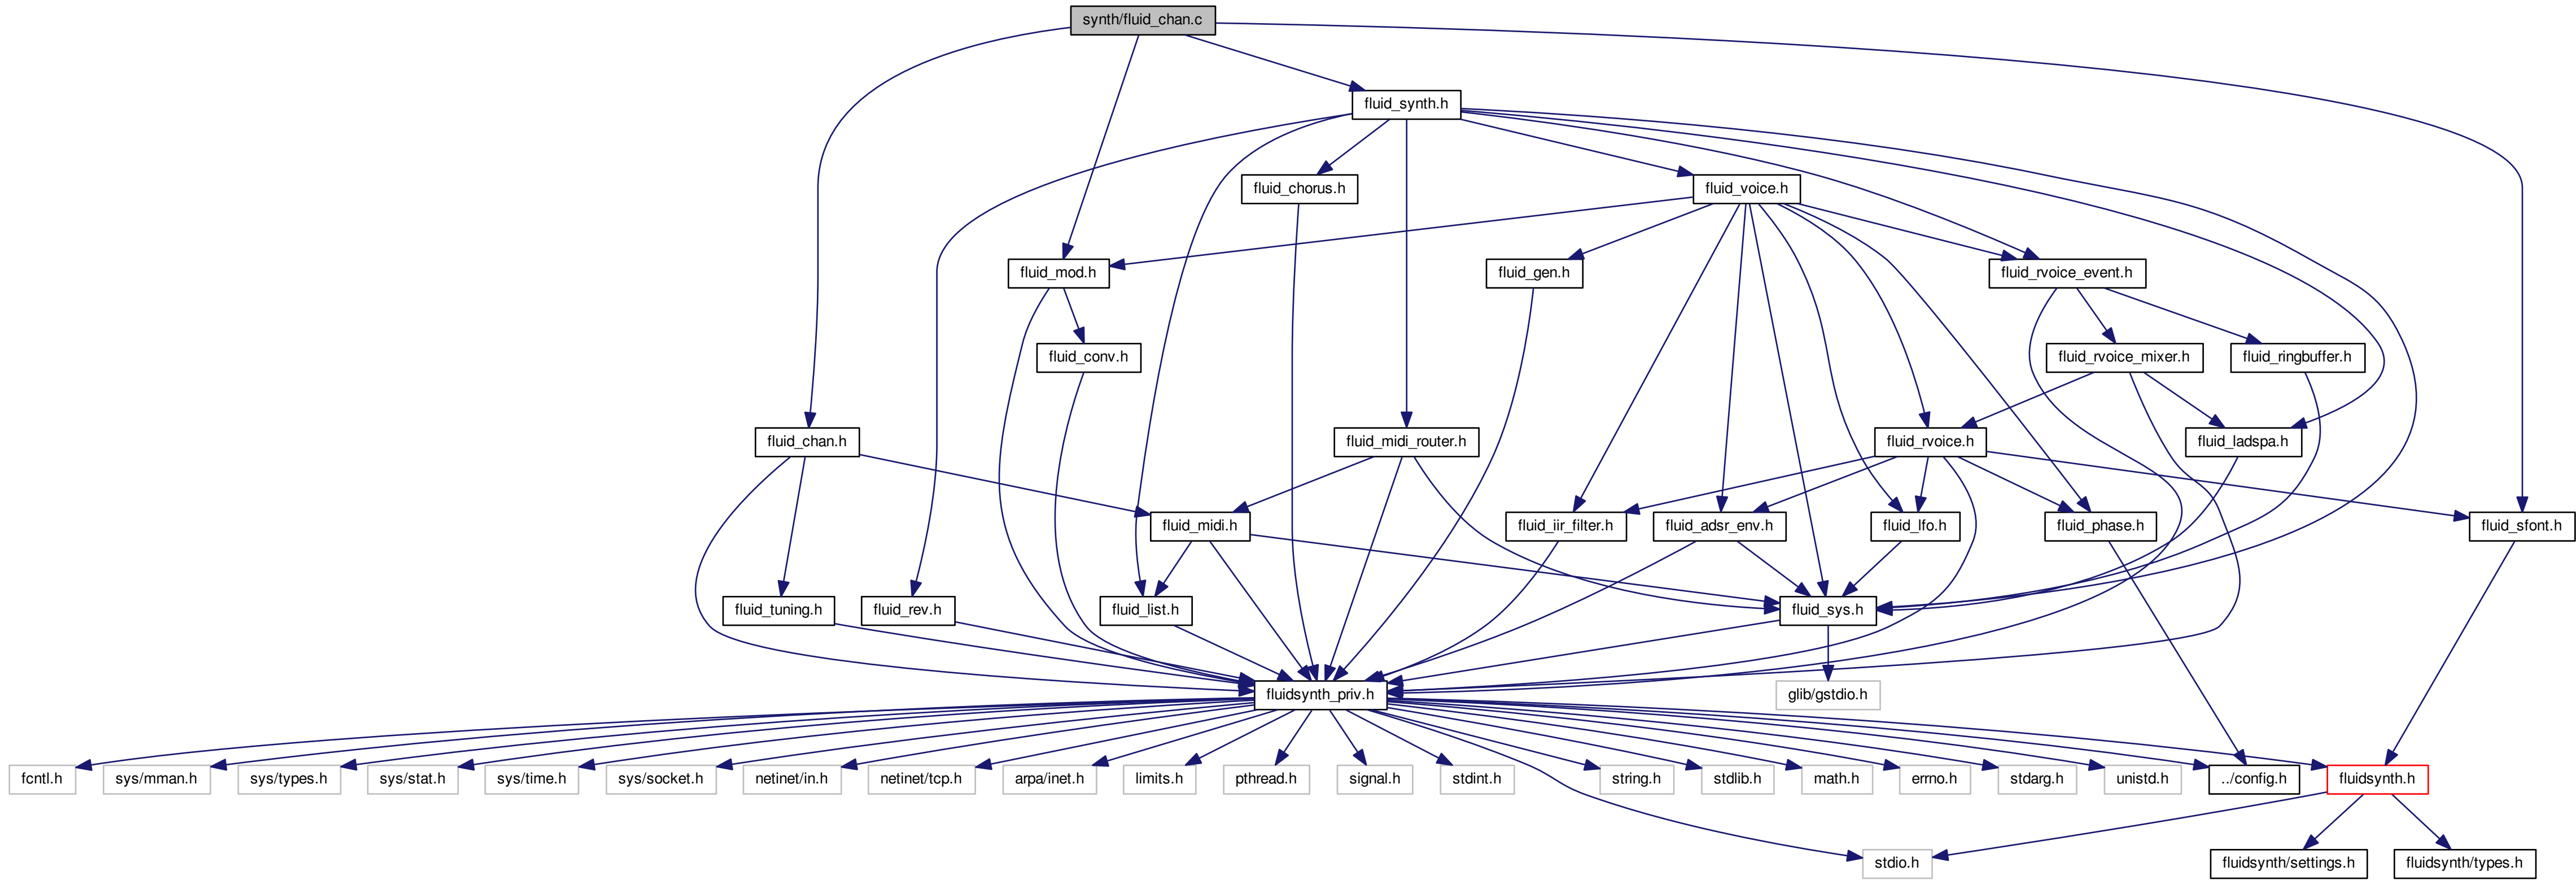 synth/fluid_chan.c
fluid_synth.h
fluid_chorus.h
fluid_voice.h
fluid_mod.h
fluid_gen.h
fluid_rvoice_event.h
fluid_conv.h
fluid_rvoice_mixer.h
fluid_ringbuffer.h
fluid_chan.h
fluid_midi_router.h
fluid_rvoice.h
fluid_ladspa.h
fluid_midi.h
fluid_iir_filter.h
fluid_adsr_env.h
fluid_lfo.h
fluid_phase.h
fluid_sfont.h
fluid_tuning.h
fluid_rev.h
fluid_list.h
fluid_sys.h
fluidsynth_priv.h
glib/gstdio.h
fcntl.h
sys/mman.h
sys/types.h
sys/stat.h
sys/time.h
sys/socket.h
netinet/in.h
netinet/tcp.h
arpa/inet.h
limits.h
pthread.h
signal.h
stdint.h
string.h
stdlib.h
math.h
errno.h
stdarg.h
unistd.h
../config.h
fluidsynth.h
stdio.h
fluidsynth/settings.h
fluidsynth/types.h